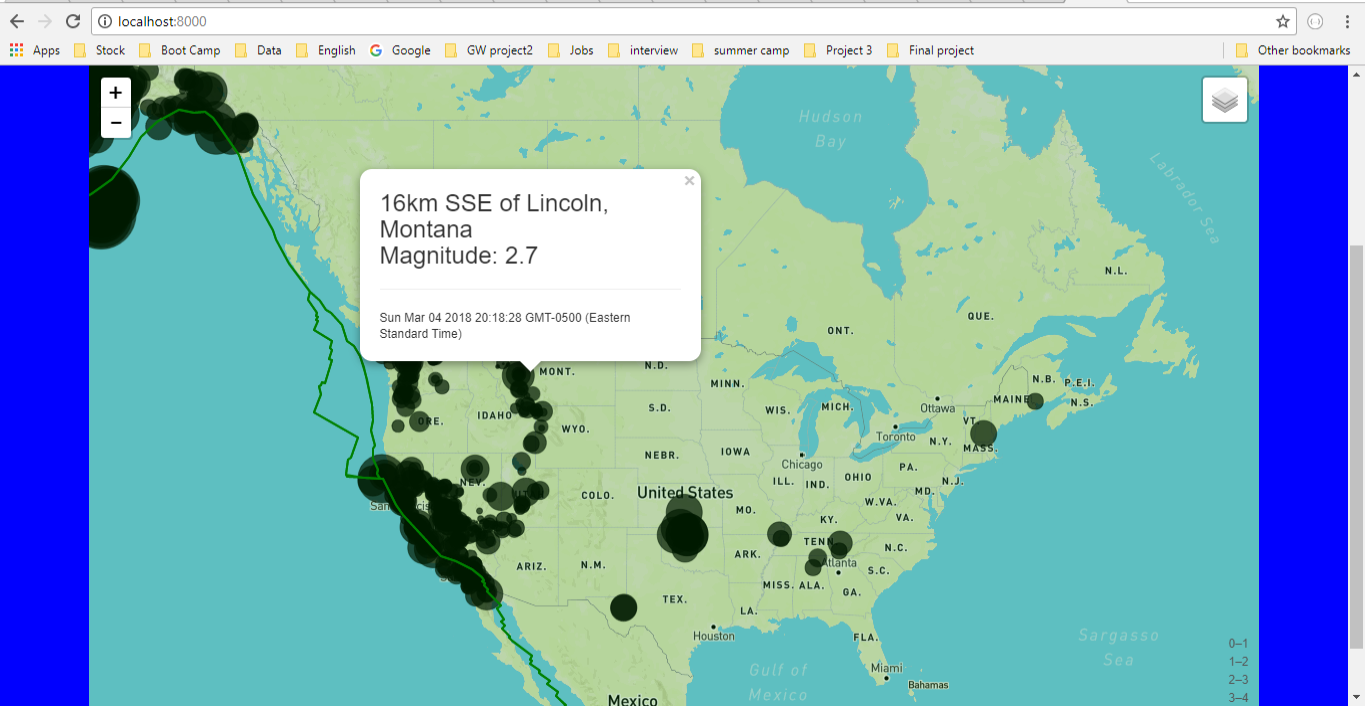 localhost:8000
Apps Stock Boot Camp Data English Google GW project2 Jobs interview summer camp Project 3 Final project Other bookmarks
+
−
Hudson
Bay
Labrador Sea
16km SSE of Lincoln,
Montana
Magnitude: 2.7
×
Sun Mar 04 2018 20:18:28 GMT-0500 (Eastern
Standard Time)
N.L.
QUE.
ONT.
N.D.
MONT.
MINN.
N.B.
P.E.I.
MAINE
N.S.
S.D.
WIS.
MICH.
Ottawa
IDAHO
ORE.
WYO.
VT.
Toronto
N.Y.
MASS.
NEBR.
IOWA
Chicago
PA.
NEV.
ILL.
IND.
OHIO
N.J.
MD.
United States
COLO.
W.VA.
MO.
KY.
VA.
TENN.
N.C.
ARK.
Atlanta
ARIZ.
N.M.
S.C.
MISS.
ALA.
GA.
TEX.
LA.
Houston
FLA.
Sargasso
Sea
Gulf of
Mexico
Miami
Bahamas
Mexico
0–1
1–2
2–3
3–4